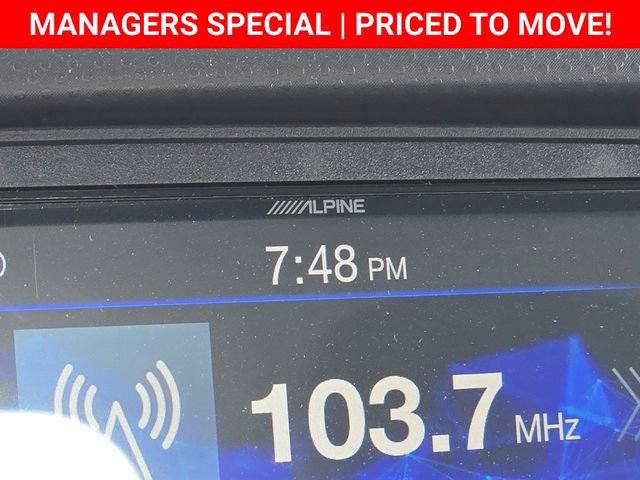 MANAGERS SPECIAL | PRICED TO MOVE!
ALPINE
7:48 PM
103.7 MHz